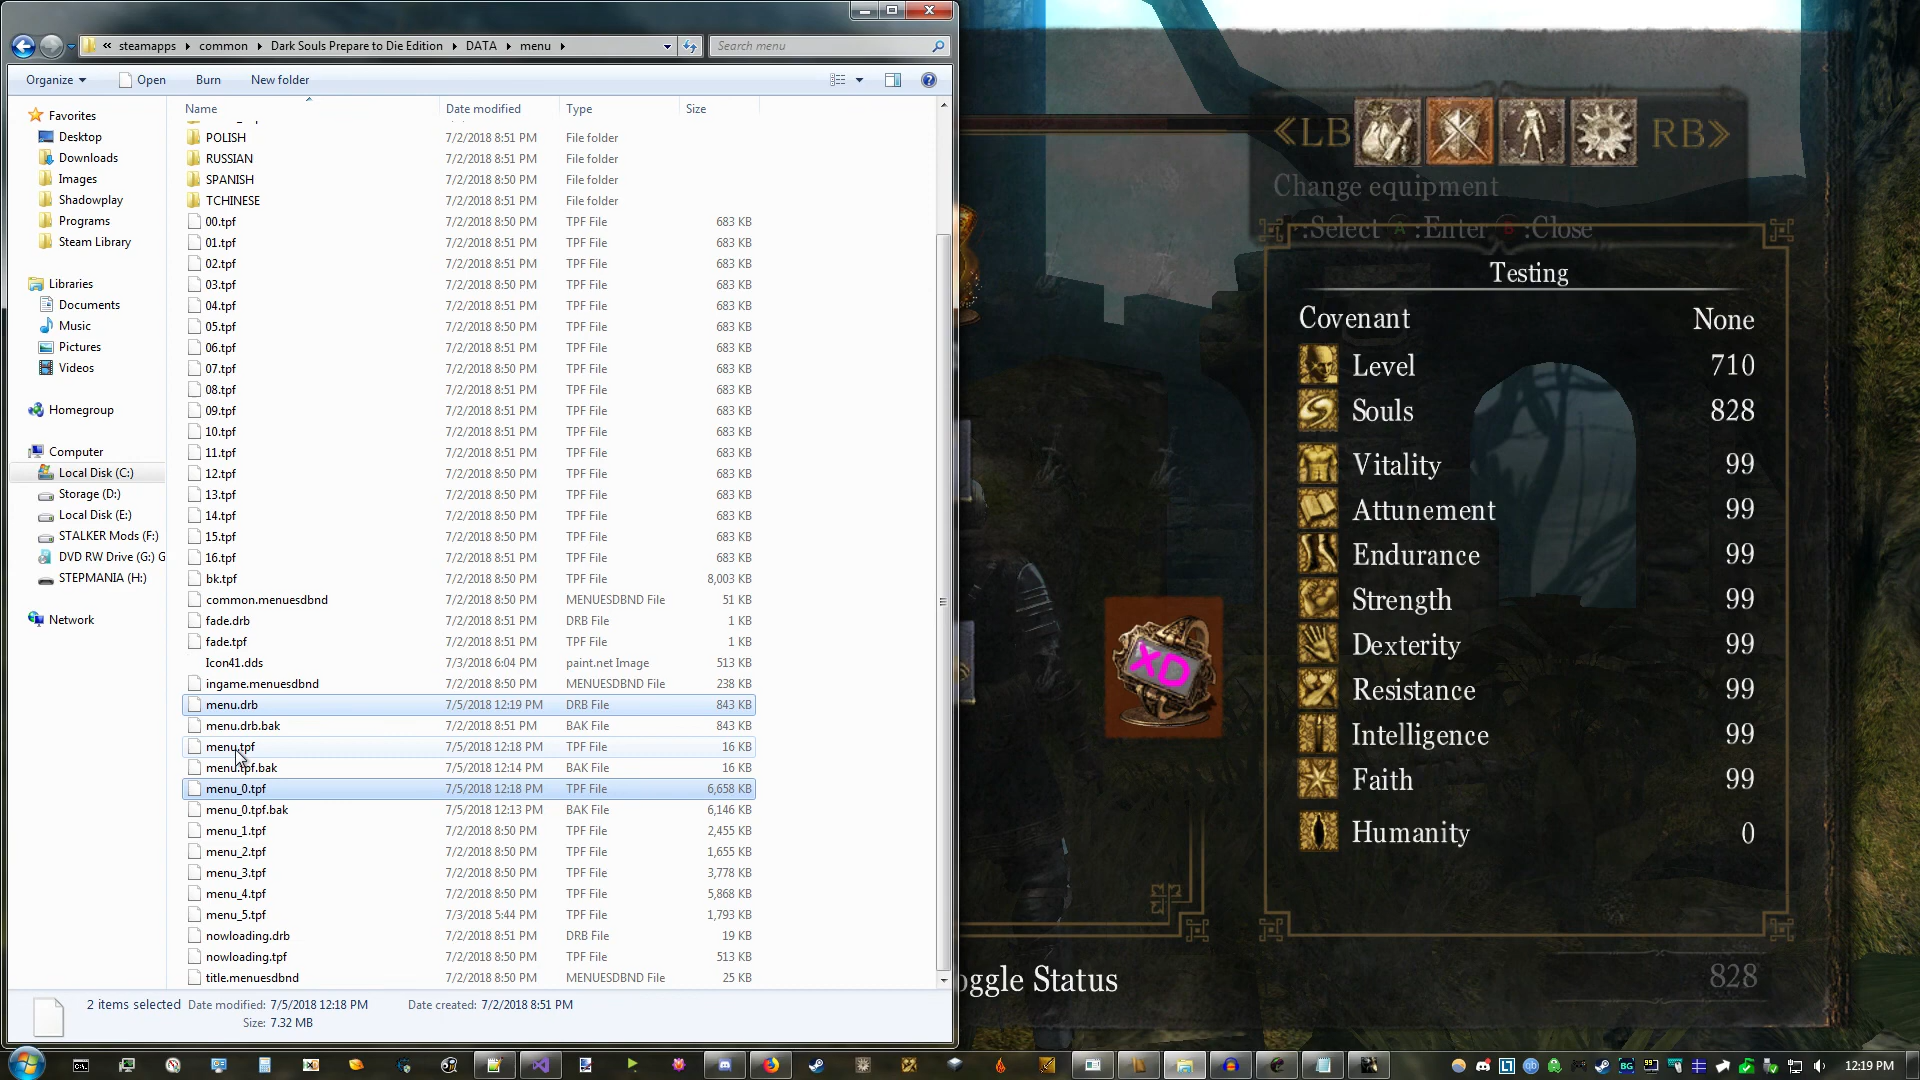 « steamapps ▸ common ▸ Dark Souls Prepare to Die Edition ▸ DATA ▸ menu ▸
Search menu
Organize Open Burn New folder
Name Date modified Type Size
Favorites
Desktop
Downloads
Images
Shadowplay
Programs
Steam Library
Libraries
Documents
Music
Pictures
Videos
Homegroup
Computer
Local Disk (C:)
Storage (D:)
Local Disk (E:)
STALKER Mods (F:)
DVD RW Drive (G:) G
STEPMANIA (H:)
Network
POLISH 7/2/2018 8:51 PM File folder
RUSSIAN 7/2/2018 8:51 PM File folder
SPANISH 7/2/2018 8:50 PM File folder
TCHINESE 7/2/2018 8:51 PM File folder
00.tpf 7/2/2018 8:50 PM TPF File 683 KB
01.tpf 7/2/2018 8:51 PM TPF File 683 KB
02.tpf 7/2/2018 8:51 PM TPF File 683 KB
03.tpf 7/2/2018 8:50 PM TPF File 683 KB
04.tpf 7/2/2018 8:51 PM TPF File 683 KB
05.tpf 7/2/2018 8:50 PM TPF File 683 KB
06.tpf 7/2/2018 8:51 PM TPF File 683 KB
07.tpf 7/2/2018 8:50 PM TPF File 683 KB
08.tpf 7/2/2018 8:51 PM TPF File 683 KB
09.tpf 7/2/2018 8:51 PM TPF File 683 KB
10.tpf 7/2/2018 8:51 PM TPF File 683 KB
11.tpf 7/2/2018 8:51 PM TPF File 683 KB
12.tpf 7/2/2018 8:50 PM TPF File 683 KB
13.tpf 7/2/2018 8:50 PM TPF File 683 KB
14.tpf 7/2/2018 8:50 PM TPF File 683 KB
15.tpf 7/2/2018 8:50 PM TPF File 683 KB
16.tpf 7/2/2018 8:51 PM TPF File 683 KB
bk.tpf 7/2/2018 8:50 PM TPF File 8,003 KB
common.menuesdbnd 7/2/2018 8:50 PM MENUESDBND File 51 KB
fade.drb 7/2/2018 8:51 PM DRB File 1 KB
fade.tpf 7/2/2018 8:51 PM TPF File 1 KB
Icon41.dds 7/3/2018 6:04 PM paint.net Image 513 KB
ingame.menuesdbnd 7/2/2018 8:50 PM MENUESDBND File 238 KB
menu.drb 7/5/2018 12:19 PM DRB File 843 KB
menu.drb.bak 7/2/2018 8:51 PM BAK File 843 KB
menu.tpf 7/5/2018 12:18 PM TPF File 16 KB
menu.tpf.bak 7/5/2018 12:14 PM BAK File 16 KB
menu_0.tpf 7/5/2018 12:18 PM TPF File 6,658 KB
menu_0.tpf.bak 7/5/2018 12:13 PM BAK File 6,146 KB
menu_1.tpf 7/2/2018 8:50 PM TPF File 2,455 KB
menu_2.tpf 7/2/2018 8:50 PM TPF File 1,655 KB
menu_3.tpf 7/2/2018 8:50 PM TPF File 3,778 KB
menu_4.tpf 7/2/2018 8:50 PM TPF File 5,868 KB
menu_5.tpf 7/3/2018 5:44 PM TPF File 1,793 KB
nowloading.drb 7/2/2018 8:51 PM DRB File 19 KB
nowloading.tpf 7/2/2018 8:50 PM TPF File 513 KB
title.menuesdbnd 7/2/2018 8:50 PM MENUESDBND File 25 KB
2 items selected Date modified: 7/5/2018 12:18 PM Date created: 7/2/2018 8:51 PM
Size: 7.32 MB
«LB RB»
Change equipment
:Select A :Enter B :Close
Testing
Covenant None
Level 710
Souls 828
Vitality 99
Attunement 99
Endurance 99
Strength 99
Dexterity 99
Resistance 99
Intelligence 99
Faith 99
Humanity 0
XD
oggle Status
828
12:19 PM